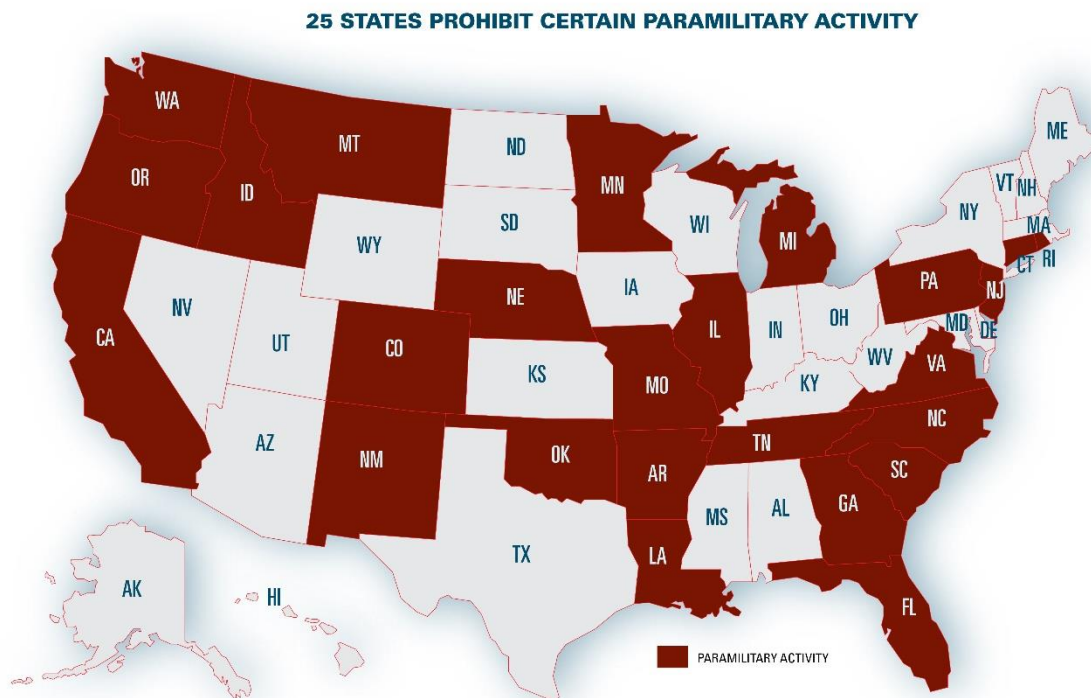 25 STATES PROHIBIT CERTAIN PARAMILITARY ACTIVITY
WA
MT
ND
MN
ME
OR
ID
SD
WI
VT
NH
NY
WY
MI
MA
CT
RI
NV
NE
IA
PA
NJ
CA
UT
CO
IL
IN
OH
MD
DE
KS
MO
KY
WV
VA
AZ
NM
OK
AR
TN
NC
SC
MS
AL
GA
TX
LA
AK
HI
FL
PARAMILITARY ACTIVITY